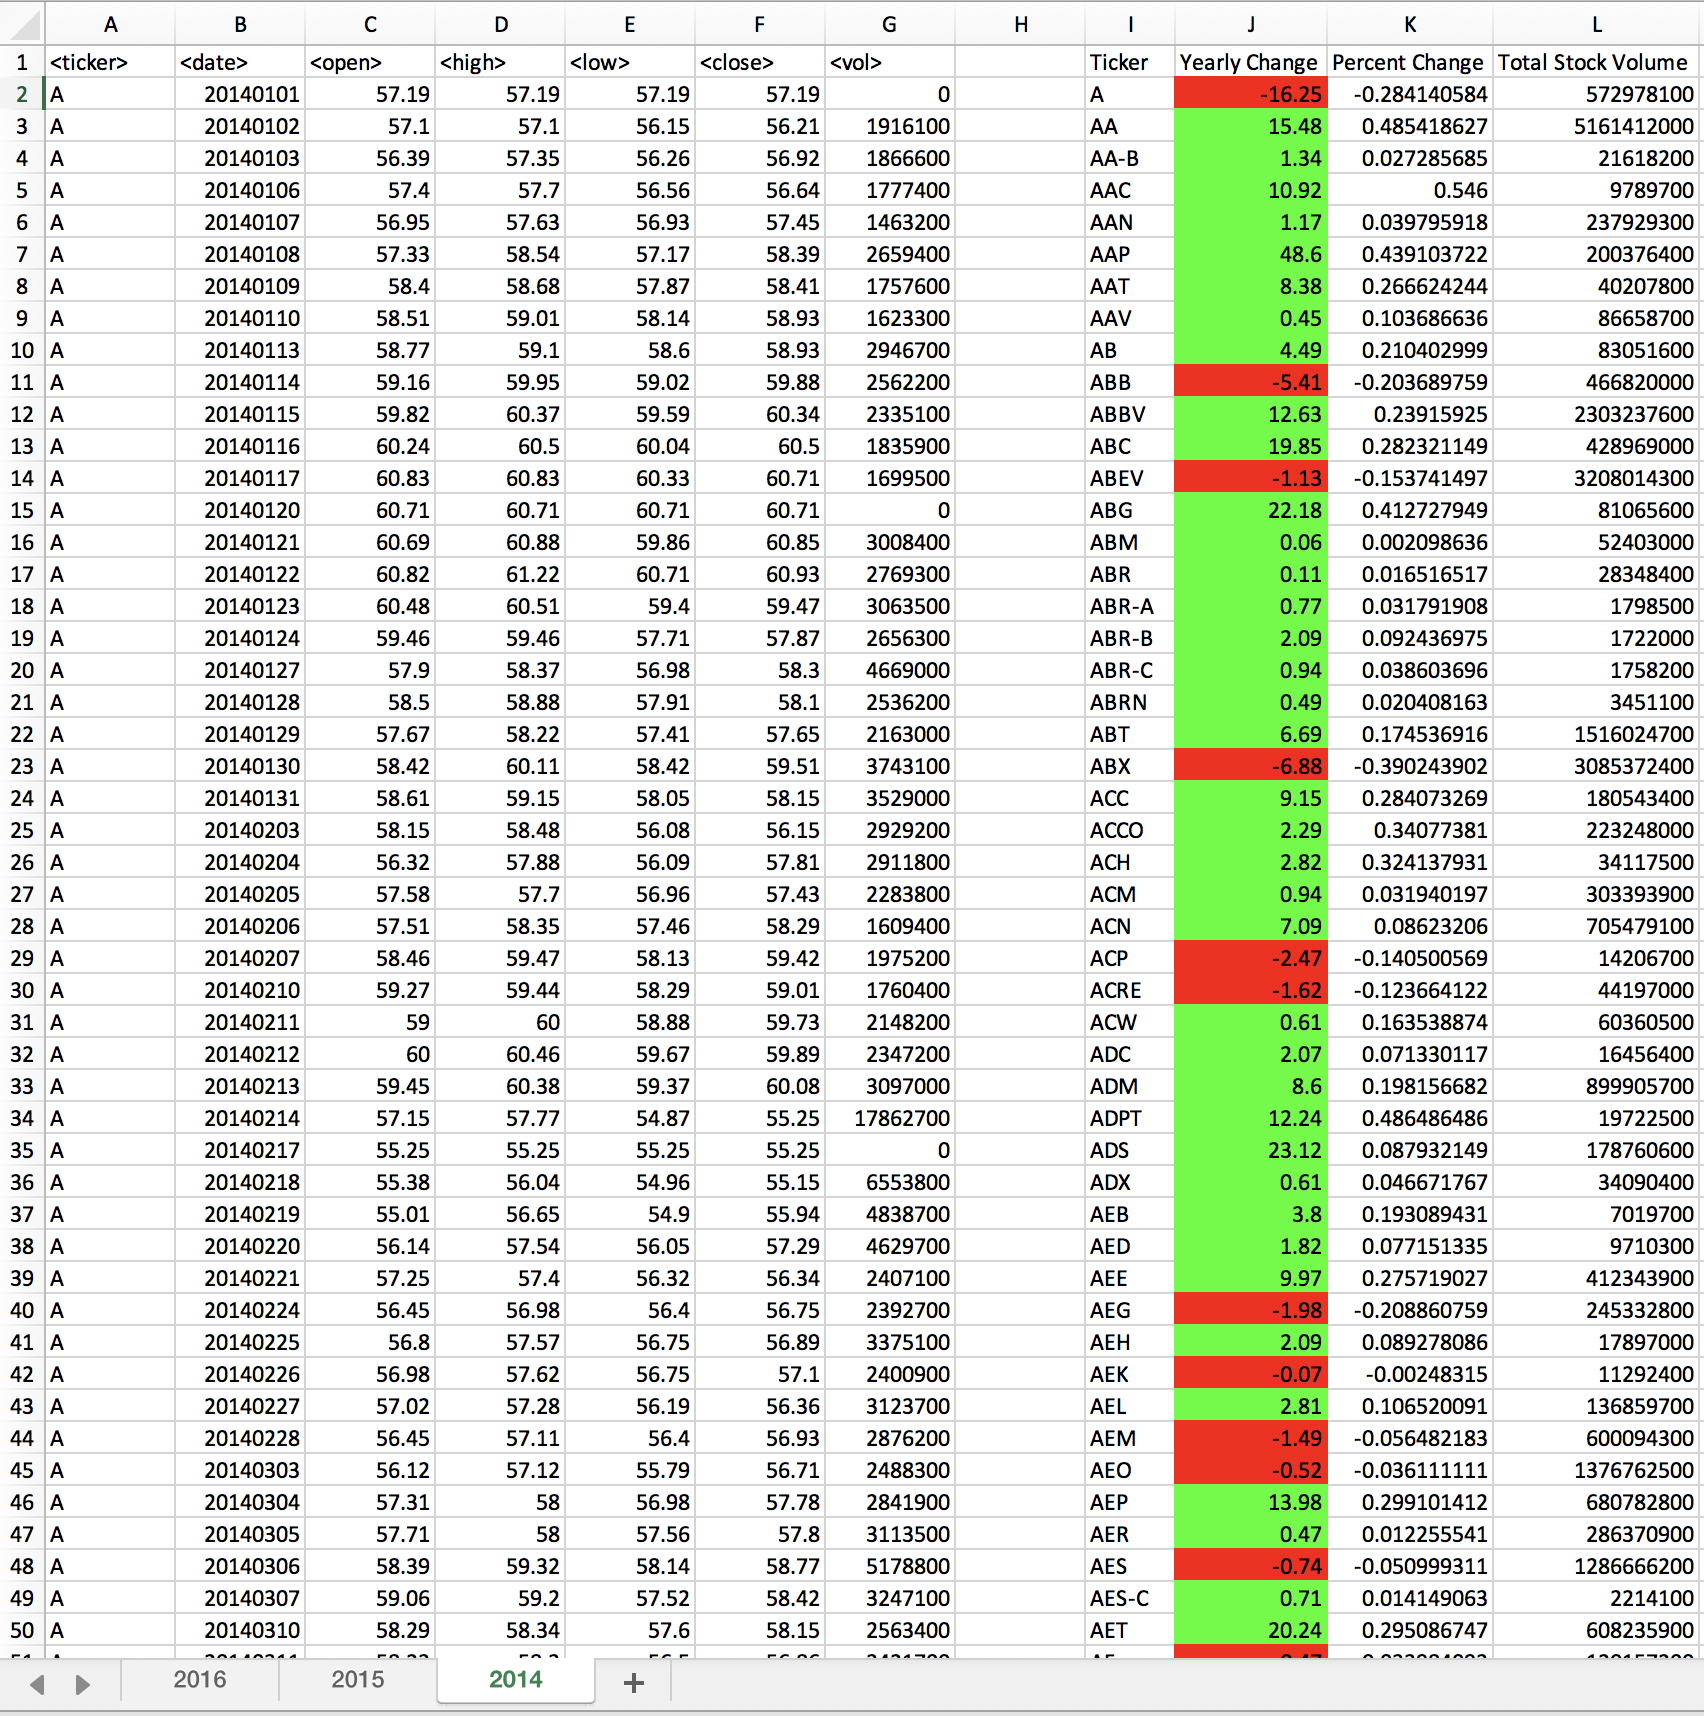 A B C D E F G H I J K L
1 <ticker> <date> <open> <high> <low> <close> <vol> Ticker Yearly Change Percent Change Total Stock Volume
2 A 20140101 57.19 57.19 57.19 57.19 0 A -16.25 -0.284140584 572978100
3 A 20140102 57.1 57.1 56.15 56.21 1916100 AA 15.48 0.485418627 5161412000
4 A 20140103 56.39 57.35 56.26 56.92 1866600 AA-B 1.34 0.027285685 21618200
5 A 20140106 57.4 57.7 56.56 56.64 1777400 AAC 10.92 0.546 9789700
6 A 20140107 56.95 57.63 56.93 57.45 1463200 AAN 1.17 0.039795918 237929300
7 A 20140108 57.33 58.54 57.17 58.39 2659400 AAP 48.6 0.439103722 200376400
8 A 20140109 58.4 58.68 57.87 58.41 1757600 AAT 8.38 0.266624244 40207800
9 A 20140110 58.51 59.01 58.14 58.93 1623300 AAV 0.45 0.103686636 86658700
10 A 20140113 58.77 59.1 58.6 58.93 2946700 AB 4.49 0.210402999 83051600
11 A 20140114 59.16 59.95 59.02 59.88 2562200 ABB -5.41 -0.203689759 466820000
12 A 20140115 59.82 60.37 59.59 60.34 2335100 ABBV 12.63 0.23915925 2303237600
13 A 20140116 60.24 60.5 60.04 60.5 1835900 ABC 19.85 0.282321149 428969000
14 A 20140117 60.83 60.83 60.33 60.71 1699500 ABEV -1.13 -0.153741497 3208014300
15 A 20140120 60.71 60.71 60.71 60.71 0 ABG 22.18 0.412727949 81065600
16 A 20140121 60.69 60.88 59.86 60.85 3008400 ABM 0.06 0.002098636 52403000
17 A 20140122 60.82 61.22 60.71 60.93 2769300 ABR 0.11 0.016516517 28348400
18 A 20140123 60.48 60.51 59.4 59.47 3063500 ABR-A 0.77 0.031791908 1798500
19 A 20140124 59.46 59.46 57.71 57.87 2656300 ABR-B 2.09 0.092436975 1722000
20 A 20140127 57.9 58.37 56.98 58.3 4669000 ABR-C 0.94 0.038603696 1758200
21 A 20140128 58.5 58.88 57.91 58.1 2536200 ABRN 0.49 0.020408163 3451100
22 A 20140129 57.67 58.22 57.41 57.65 2163000 ABT 6.69 0.174536916 1516024700
23 A 20140130 58.42 60.11 58.42 59.51 3743100 ABX -6.88 -0.390243902 3085372400
24 A 20140131 58.61 59.15 58.05 58.15 3529000 ACC 9.15 0.284073269 180543400
25 A 20140203 58.15 58.48 56.08 56.15 2929200 ACCO 2.29 0.34077381 223248000
26 A 20140204 56.32 57.88 56.09 57.81 2911800 ACH 2.82 0.324137931 34117500
27 A 20140205 57.58 57.7 56.96 57.43 2283800 ACM 0.94 0.031940197 303393900
28 A 20140206 57.51 58.35 57.46 58.29 1609400 ACN 7.09 0.08623206 705479100
29 A 20140207 58.46 59.47 58.13 59.42 1975200 ACP -2.47 -0.140500569 14206700
30 A 20140210 59.27 59.44 58.29 59.01 1760400 ACRE -1.62 -0.123664122 44197000
31 A 20140211 59 60 58.88 59.73 2148200 ACW 0.61 0.163538874 60360500
32 A 20140212 60 60.46 59.67 59.89 2347200 ADC 2.07 0.071330117 16456400
33 A 20140213 59.45 60.38 59.37 60.08 3097000 ADM 8.6 0.198156682 899905700
34 A 20140214 57.15 57.77 54.87 55.25 17862700 ADPT 12.24 0.486486486 19722500
35 A 20140217 55.25 55.25 55.25 55.25 0 ADS 23.12 0.087932149 178760600
36 A 20140218 55.38 56.04 54.96 55.15 6553800 ADX 0.61 0.046671767 34090400
37 A 20140219 55.01 56.65 54.9 55.94 4838700 AEB 3.8 0.193089431 7019700
38 A 20140220 56.14 57.54 56.05 57.29 4629700 AED 1.82 0.077151335 9710300
39 A 20140221 57.25 57.4 56.32 56.34 2407100 AEE 9.97 0.275719027 412343900
40 A 20140224 56.45 56.98 56.4 56.75 2392700 AEG -1.98 -0.208860759 245332800
41 A 20140225 56.8 57.57 56.75 56.89 3375100 AEH 2.09 0.089278086 17897000
42 A 20140226 56.98 57.62 56.75 57.1 2400900 AEK -0.07 -0.00248315 11292400
43 A 20140227 57.02 57.28 56.19 56.36 3123700 AEL 2.81 0.106520091 136859700
44 A 20140228 56.45 57.11 56.4 56.93 2876200 AEM -1.49 -0.056482183 600094300
45 A 20140303 56.12 57.12 55.79 56.71 2488300 AEO -0.52 -0.036111111 1376762500
46 A 20140304 57.31 58 56.98 57.78 2841900 AEP 13.98 0.299101412 680782800
47 A 20140305 57.71 58 57.56 57.8 3113500 AER 0.47 0.012255541 286370900
48 A 20140306 58.39 59.32 58.14 58.77 5178800 AES -0.74 -0.050999311 1286666200
49 A 20140307 59.06 59.2 57.52 58.42 3247100 AES-C 0.71 0.014149063 2214100
50 A 20140310 58.29 58.34 57.6 58.15 2563400 AET 20.24 0.295086747 608235900
2016 2015 2014 +